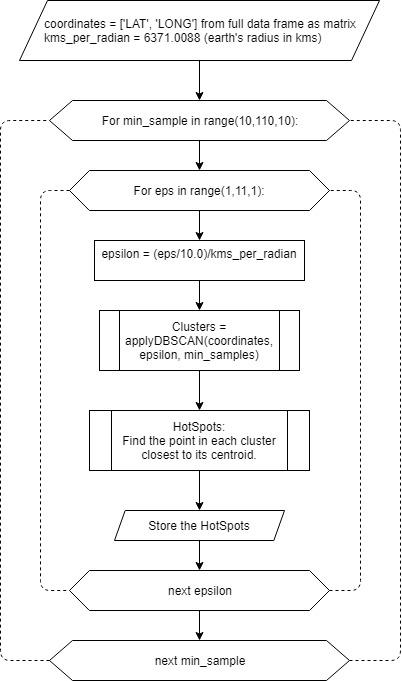 coordinates = ['LAT', 'LONG'] from full data frame as matrix
kms_per_radian = 6371.0088 (earth's radius in kms)
For min_sample in range(10,110,10):
For eps in range(1,11,1):
epsilon = (eps/10.0)/kms_per_radian
Clusters =
applyDBSCAN(coordinates,
epsilon, min_samples)
HotSpots:
Find the point in each cluster
closest to its centroid.
Store the HotSpots
next epsilon
next min_sample